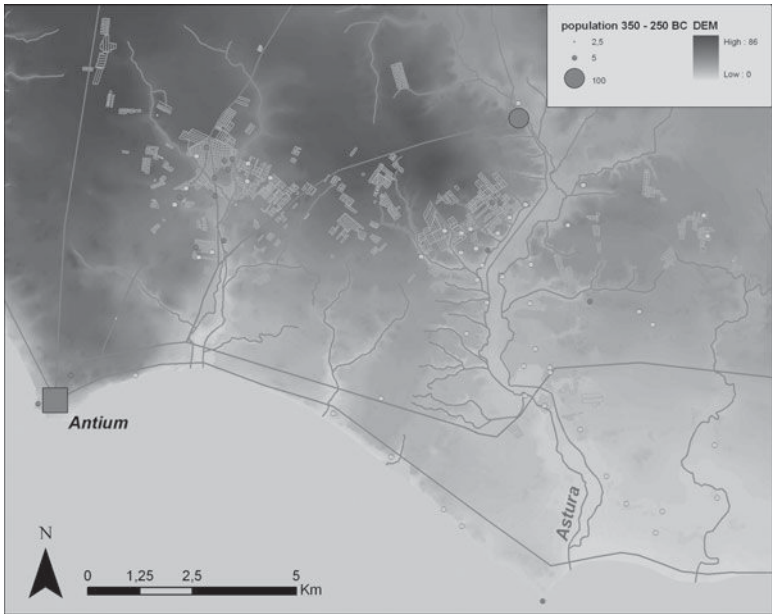 population 350 - 250 BC DEM
2,5
5
100
High : 86
Low : 0
Antium
Astura
N
0 1,25 2,5 5
Km